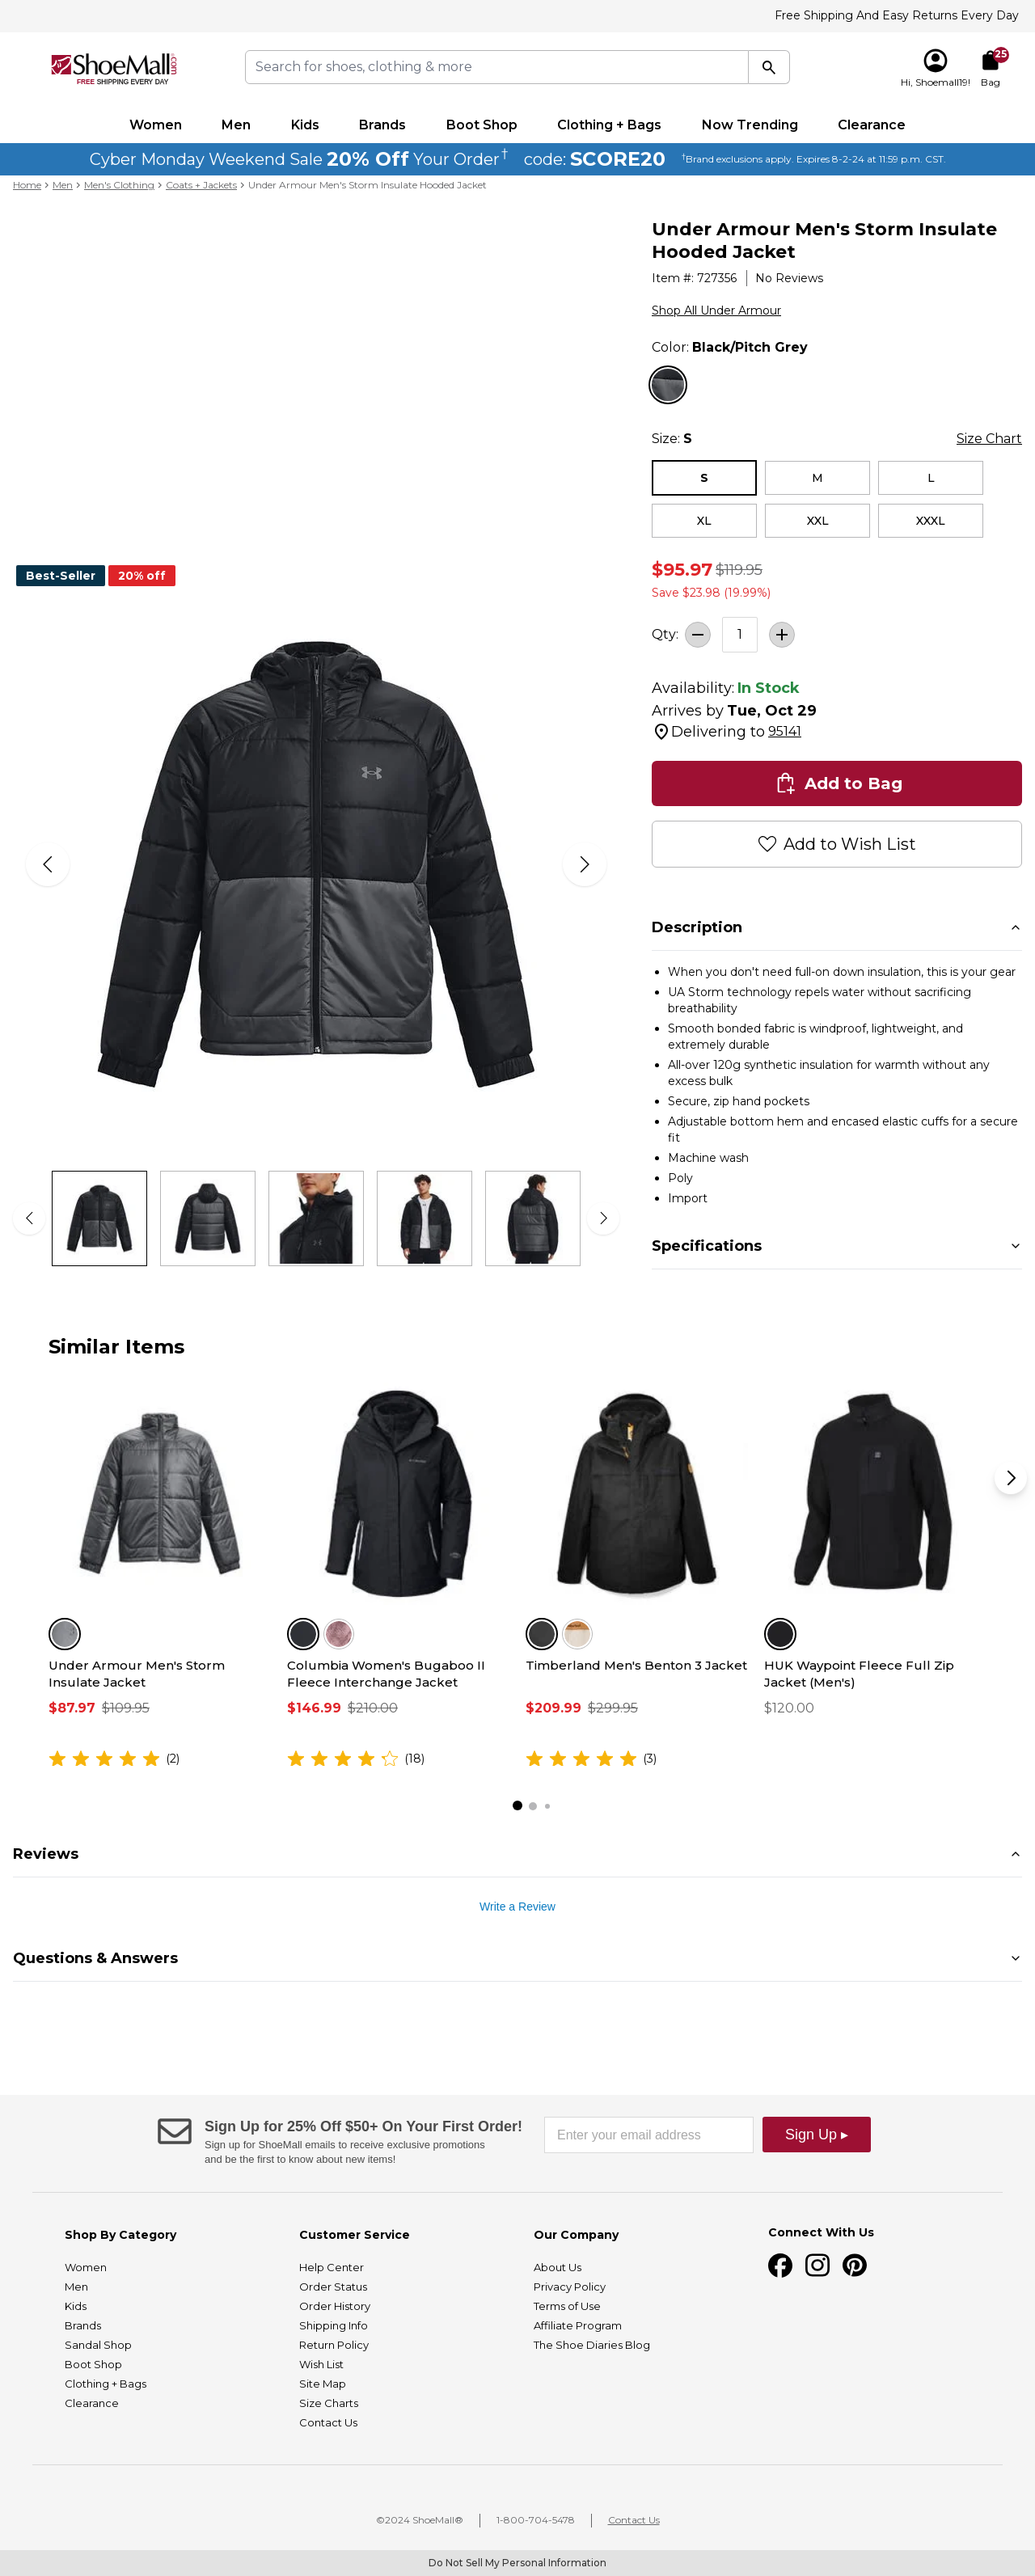 Free Shipping And Easy Returns Every Day
ShoeMall.com
FREE SHIPPING EVERY DAY
Search for shoes, clothing & more
25
Hi, Shoemall19!
Bag
Women
Men
Kids
Brands
Boot Shop
Clothing + Bags
Now Trending
Clearance
Cyber Monday Weekend Sale 20% Off Your Order† code: SCORE20 †Brand exclusions apply. Expires 8-2-24 at 11:59 p.m. CST.
Home > Men > Men's Clothing > Coats + Jackets > Under Armour Men's Storm Insulate Hooded Jacket
Under Armour Men's Storm Insulate
Hooded Jacket
Item #: 727356 | No Reviews
Shop All Under Armour
Color: Black/Pitch Grey
Size: S
Size Chart
S
M
L
XL
XXL
XXXL
Best-Seller
20% off
$95.97 $119.95
Save $23.98 (19.99%)
Qty:
1
Availability: In Stock
Arrives by Tue, Oct 29
Delivering to 95141
Add to Bag
Add to Wish List
Description
• When you don't need full-on down insulation, this is your gear
• UA Storm technology repels water without sacrificing
breathability
• Smooth bonded fabric is windproof, lightweight, and
extremely durable
• All-over 120g synthetic insulation for warmth without any
excess bulk
• Secure, zip hand pockets
• Adjustable bottom hem and encased elastic cuffs for a secure
fit
• Machine wash
• Poly
• Import
Specifications
Similar Items
Under Armour Men's Storm
Insulate Jacket
$87.97 $109.95
(2)
Columbia Women's Bugaboo II
Fleece Interchange Jacket
$146.99 $210.00
(18)
Timberland Men's Benton 3 Jacket
$209.99 $299.95
(3)
HUK Waypoint Fleece Full Zip
Jacket (Men's)
$120.00
Reviews
Write a Review
Questions & Answers
Sign Up for 25% Off $50+ On Your First Order!
Sign up for ShoeMall emails to receive exclusive promotions
and be the first to know about new items!
Enter your email address
Sign Up ▸
Shop By Category
Women
Men
Kids
Brands
Sandal Shop
Boot Shop
Clothing + Bags
Clearance
Customer Service
Help Center
Order Status
Order History
Shipping Info
Return Policy
Wish List
Site Map
Size Charts
Contact Us
Our Company
About Us
Privacy Policy
Terms of Use
Affiliate Program
The Shoe Diaries Blog
Connect With Us
©2024 ShoeMall®
1-800-704-5478
Contact Us
Do Not Sell My Personal Information